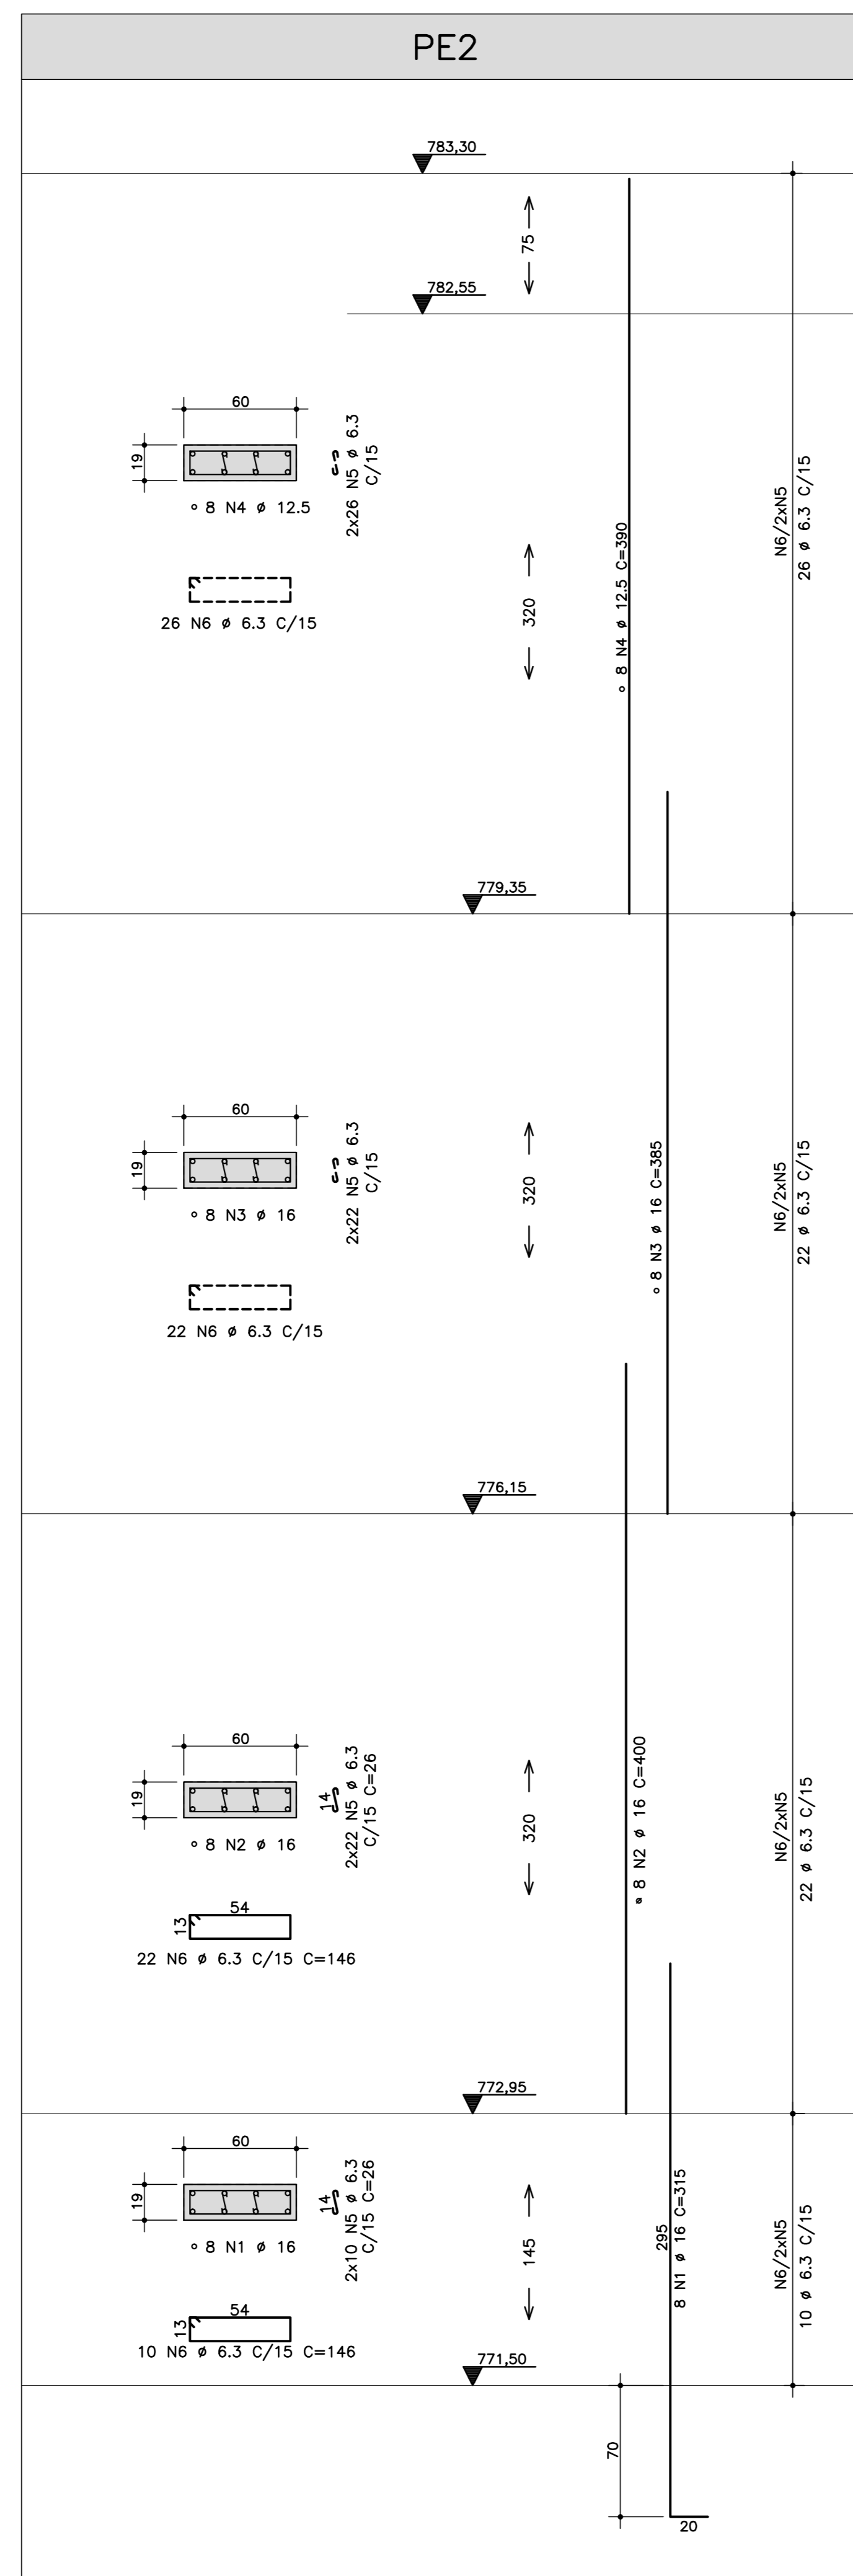 PE2
783,30
75
782,55
60
19
2x26 N5 ø 6.3
C/15
8 N4 ø 12.5
26 N6 ø 6.3 C/15
320
8 N4 ø 12.5 C=390
N6/2xN5
26 ø 6.3 C/15
779,35
60
19
2x22 N5 ø 6.3
C/15
8 N3 ø 16
22 N6 ø 6.3 C/15
320
8 N3 ø 16 C=385
N6/2xN5
22 ø 6.3 C/15
776,15
60
19
14
2x22 N5 ø 6.3
C/15 C=26
8 N2 ø 16
54
13
22 N6 ø 6.3 C/15 C=146
320
8 N2 ø 16 C=400
N6/2xN5
22 ø 6.3 C/15
772,95
60
19
14
2x10 N5 ø 6.3
C/15 C=26
8 N1 ø 16
54
13
10 N6 ø 6.3 C/15 C=146
145
295
8 N1 ø 16 C=315
N6/2xN5
10 ø 6.3 C/15
771,50
70
20